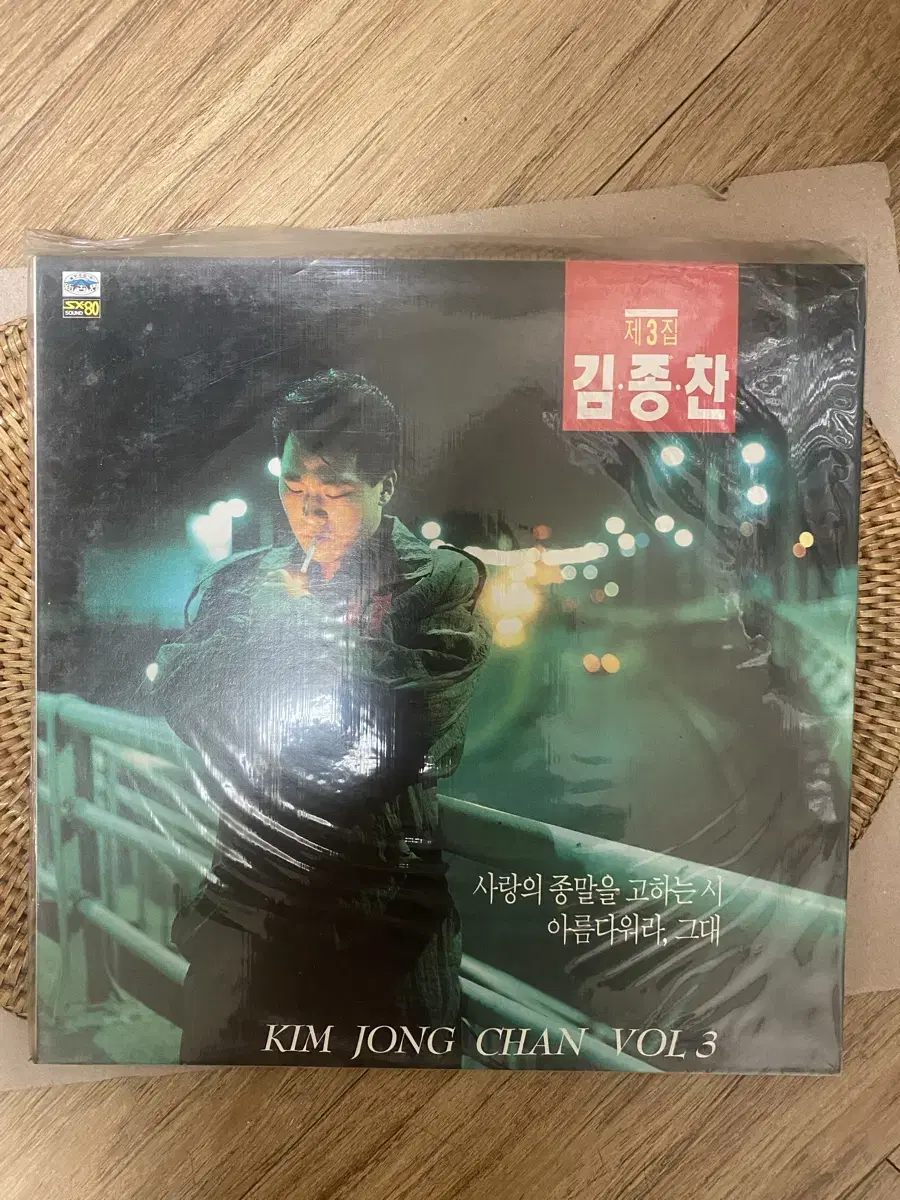 SX-80
SOUND
제3집
김·종·찬
사랑의 종말을 고하는 시
아름다워라, 그대
KIM JONG CHAN VOL 3